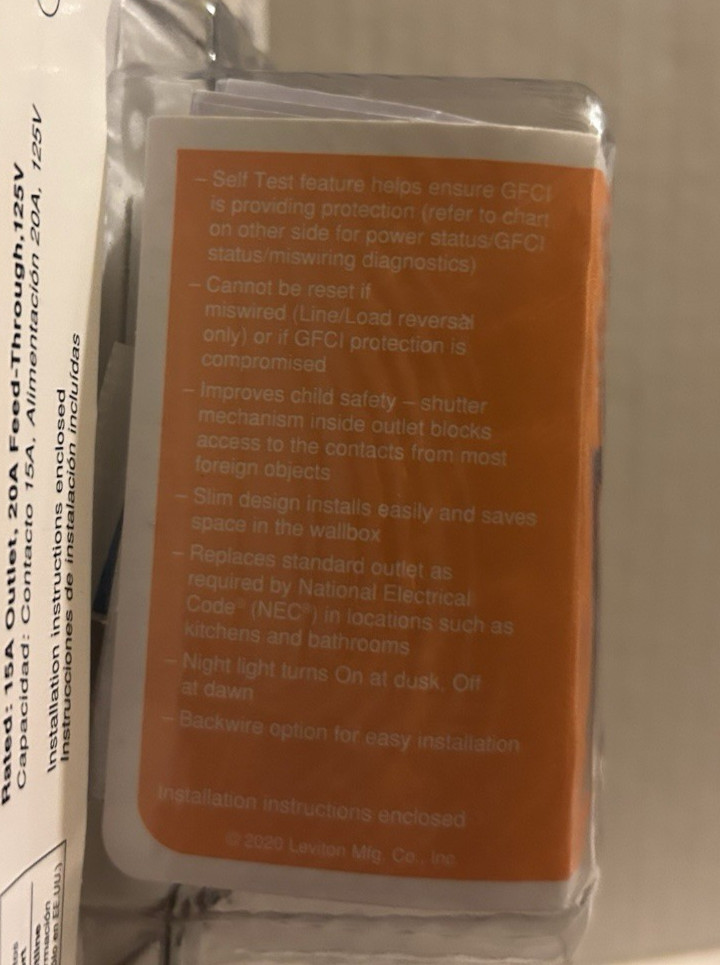 – Self Test feature helps ensure GFCI
is providing protection (refer to chart
on other side for power status/GFCI
status/miswiring diagnostics)
– Cannot be reset if
miswired (Line/Load reversal
only) or if GFCI protection is
compromised
– Improves child safety – shutter
mechanism inside outlet blocks
access to the contacts from most
foreign objects
– Slim design installs easily and saves
space in the wallbox
– Replaces standard outlet as
required by National Electrical
Code® (NEC®) in locations such as
kitchens and bathrooms
– Night light turns On at dusk, Off
at dawn
– Backwire option for easy installation
Installation instructions enclosed
© 2020 Leviton Mfg. Co., Inc.
Rated: 15A Outlet, 20A Feed-Through,125V
Capacidad: Contacto 15A, Alimentación 20A, 125V
Installation instructions enclosed
Instrucciones de instalación incluídas